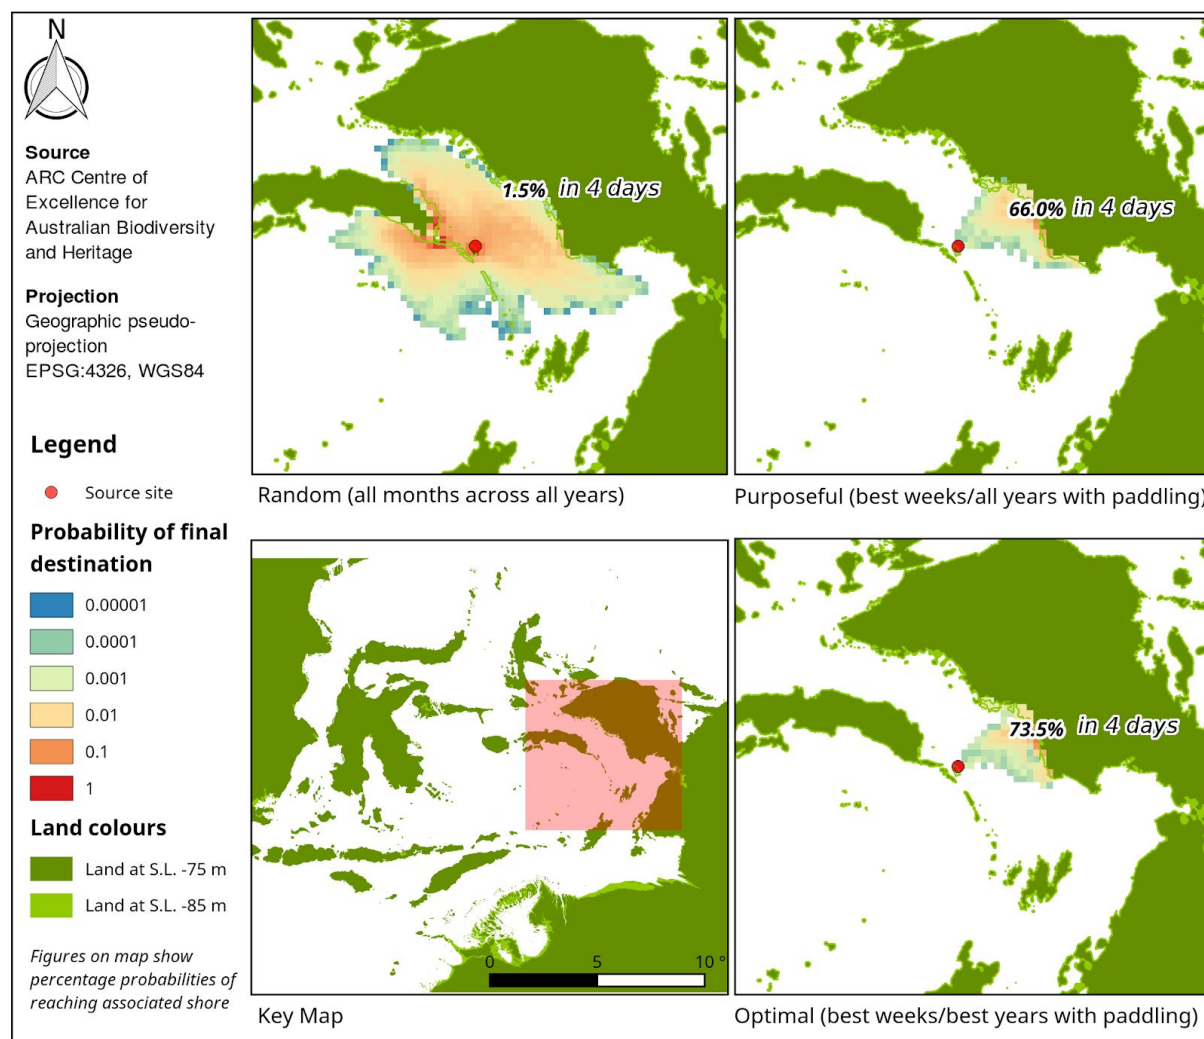 N
Source
ARC Centre of
Excellence for
Australian Biodiversity
and Heritage
Projection
Geographic pseudo-
projection
EPSG:4326, WGS84
Legend
Source site
Probability of final
destination
0.00001
0.0001
0.001
0.01
0.1
1
Land colours
Land at S.L. -75 m
Land at S.L. -85 m
Figures on map show
percentage probabilities of
reaching associated shore
1.5% in 4 days
Random (all months across all years)
66.0% in 4 days
Purposeful (best weeks/all years with paddling)
0 5 10 °
Key Map
73.5% in 4 days
Optimal (best weeks/best years with paddling)